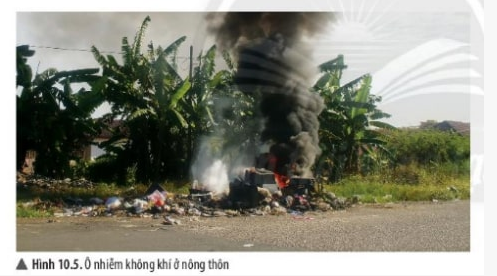 ▲ Hình 10.5. Ô nhiễm không khí ở nông thôn